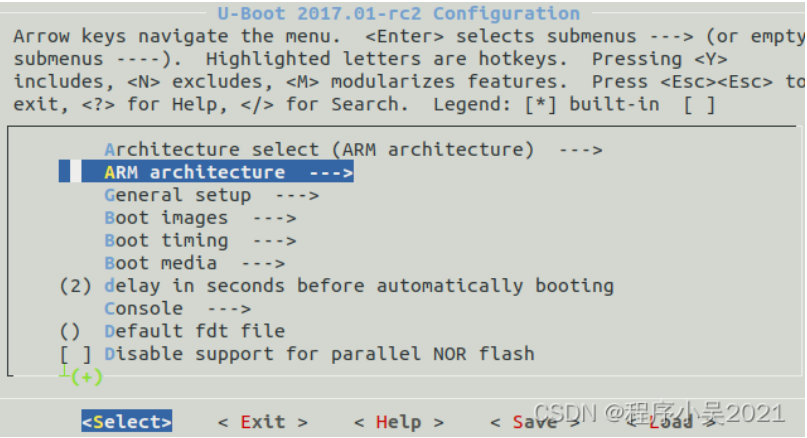 U-Boot 2017.01-rc2 Configuration
Arrow keys navigate the menu.  <Enter> selects submenus ---> (or empty
submenus ----).  Highlighted letters are hotkeys.  Pressing <Y>
includes, <N> excludes, <M> modularizes features.  Press <Esc><Esc> to
exit, <?> for Help, </> for Search.  Legend: [*] built-in  [ ]
Architecture select (ARM architecture)  --->
ARM architecture  --->
General setup  --->
Boot images  --->
Boot timing  --->
Boot media  --->
(2) delay in seconds before automatically booting
Console  --->
() Default fdt file
[ ] Disable support for parallel NOR flash
(+)
<Select>    < Exit >    < Help >    < Save >    < Load >
CSDN @程序小吴2021